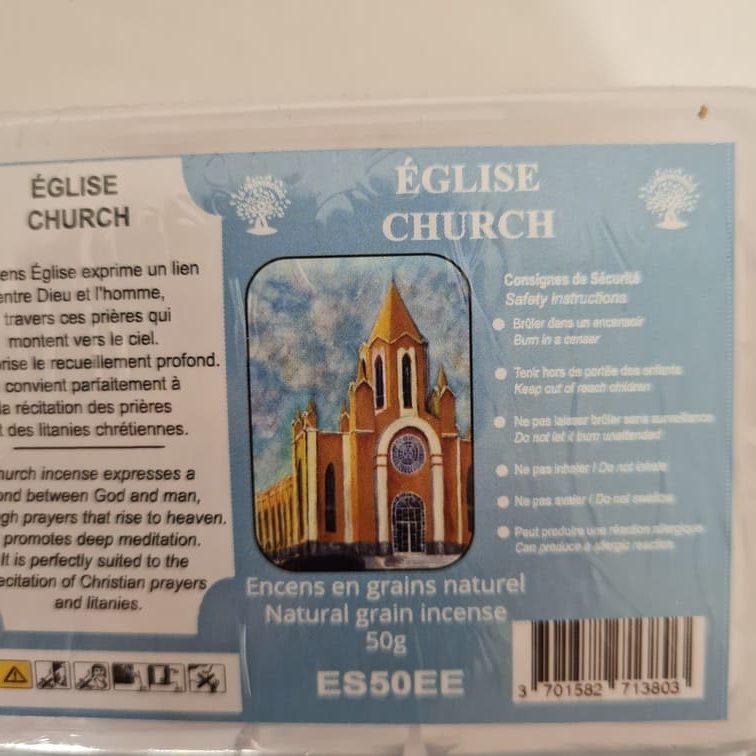 ÉGLISE
CHURCH
ens Église exprime un lien
entre Dieu et l'homme,
travers ces prières qui
montent vers le ciel.
rise le recueillement profond.
convient parfaitement à
la récitation des prières
t des litanies chrétiennes.
hurch incense expresses a
ond between God and man,
gh prayers that rise to heaven.
promotes deep meditation.
It is perfectly suited to the
ecitation of Christian prayers
and litanies.
ÉGLISE
CHURCH
Consignes de Sécurité
Safety Instructions
Brûler dans un encensoir
Burn in a censer
Tenir hors de portée des enfants
Keep out of reach children
Ne pas laisser brûler sans surveillance
Do not let it burn unattended
Ne pas inhaler / Do not inhale
Ne pas avaler / Do not swallow
Peut produire une réaction allergique
Can produce a allergic reaction
Encens en grains naturel
Natural grain incense
50g
ES50EE
3 701582 713803